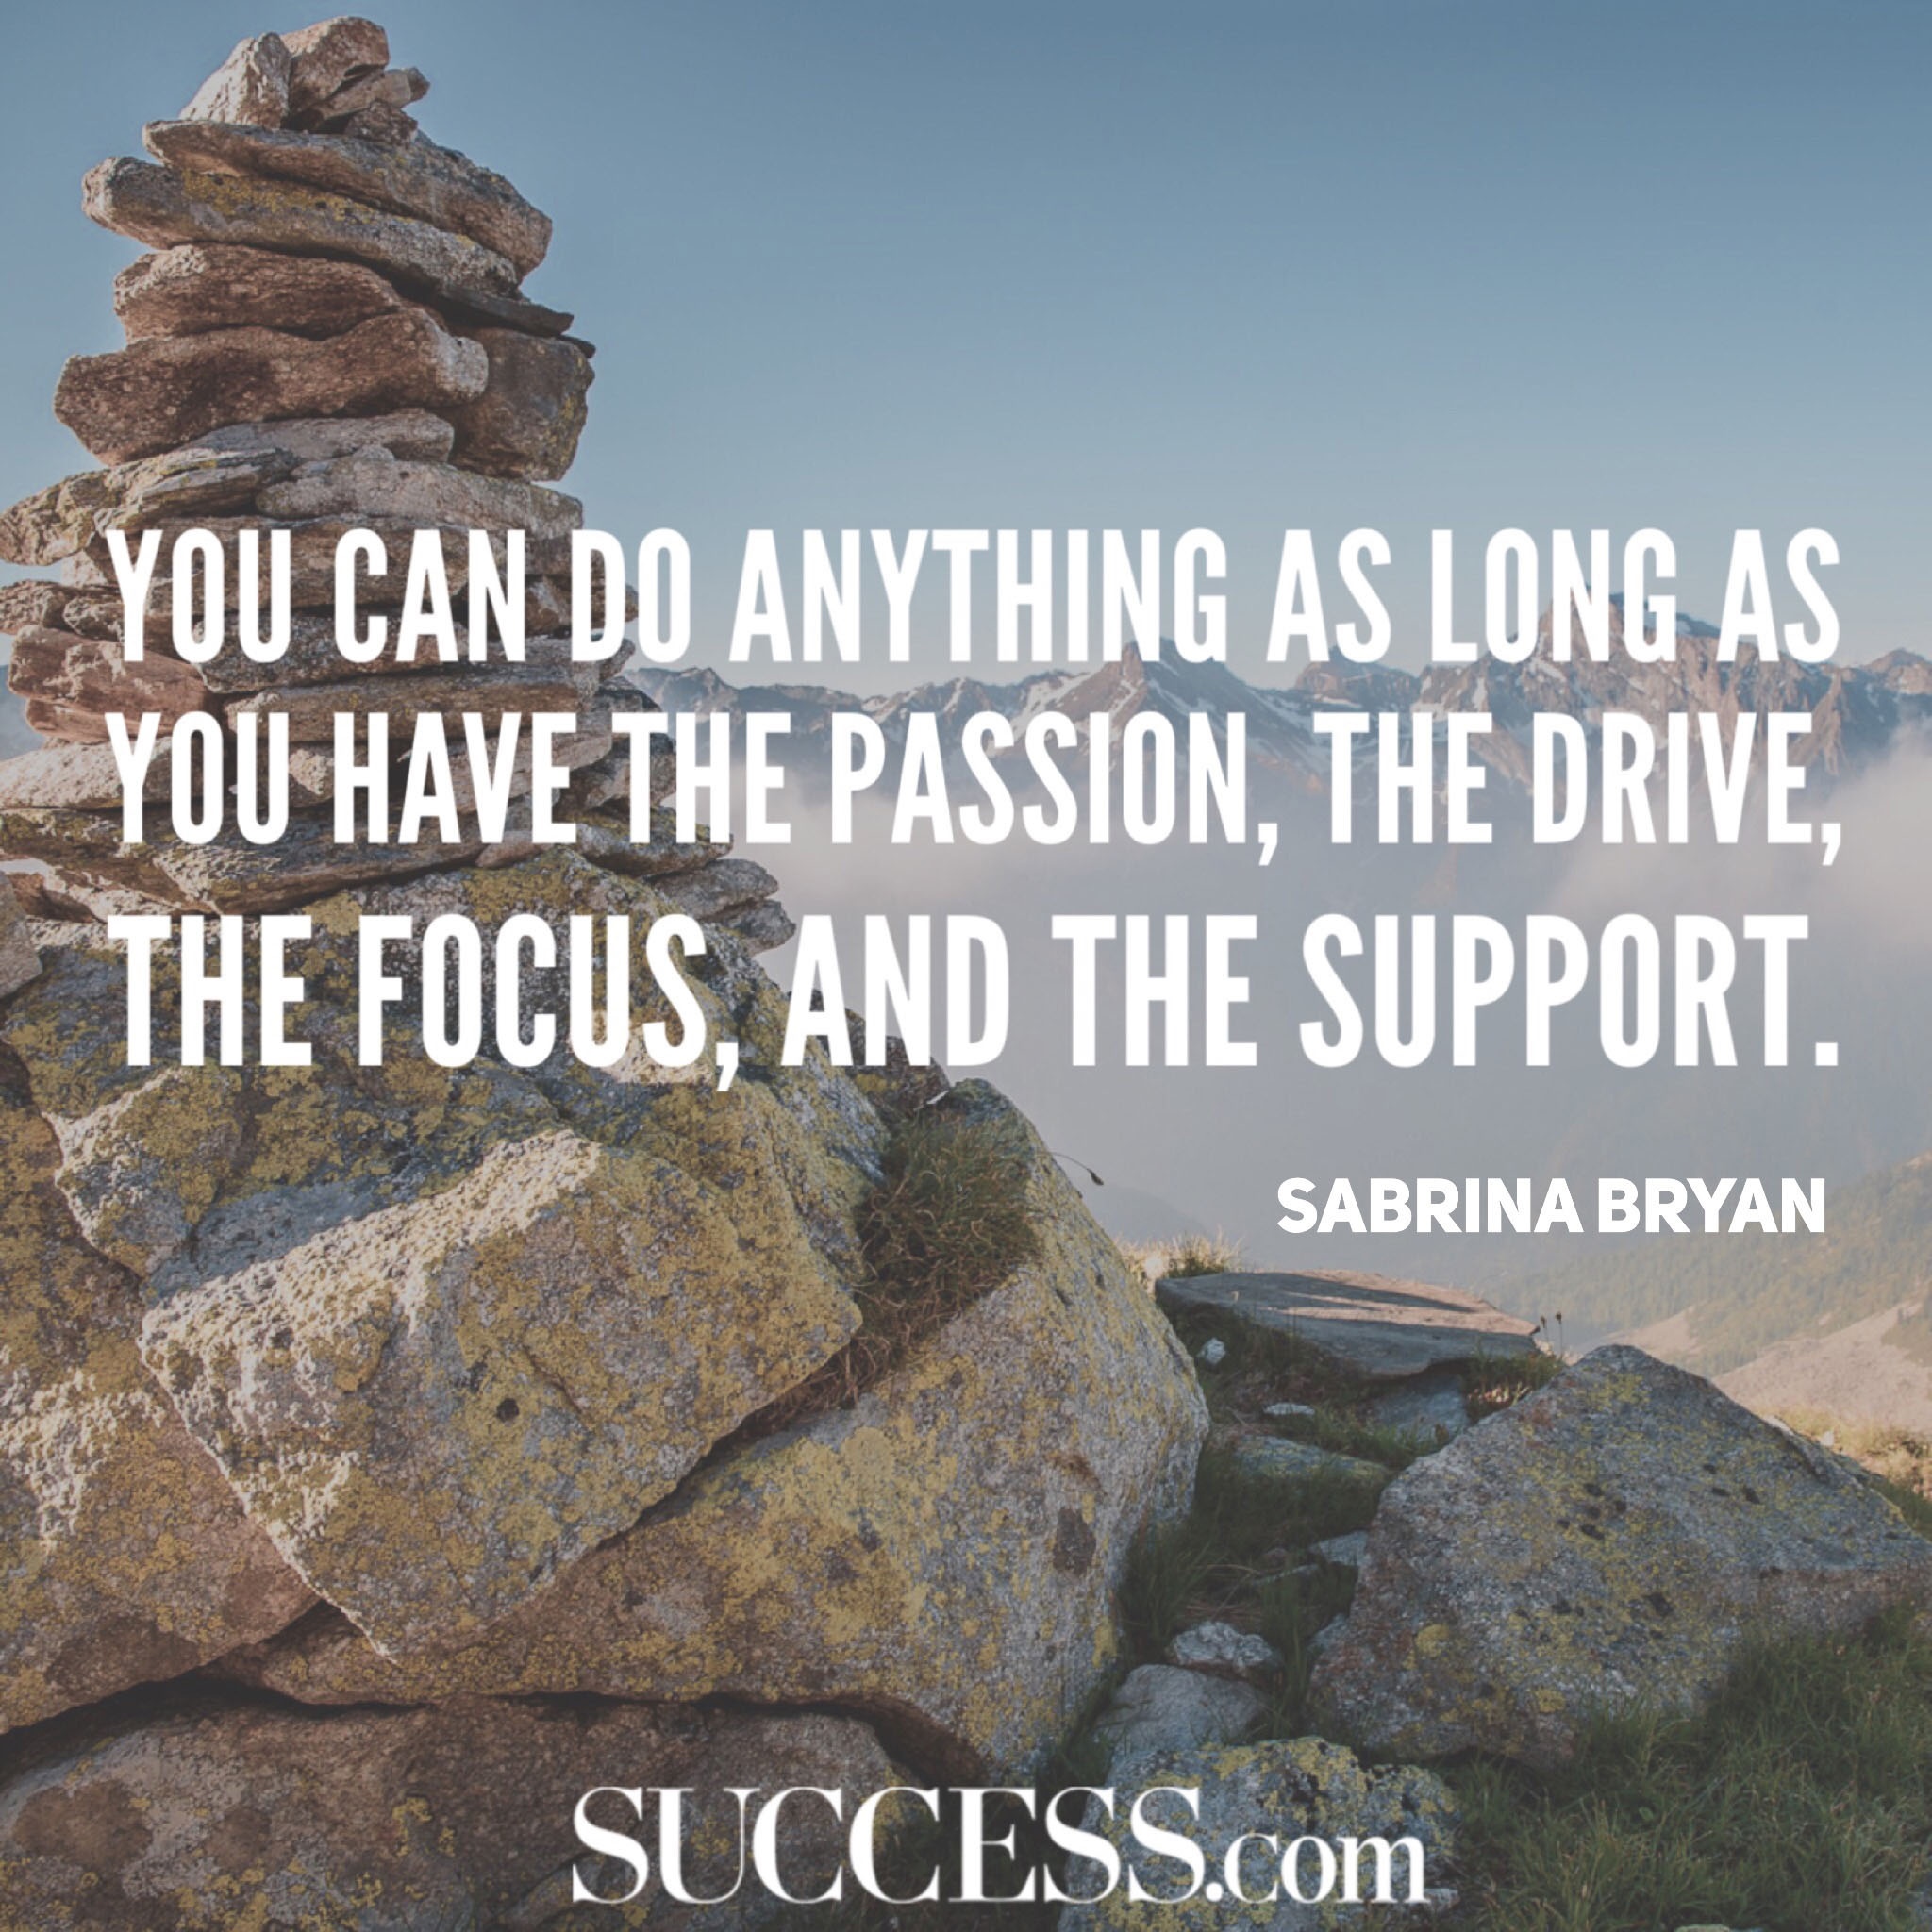 YOU CAN DO ANYTHING AS LONG AS
YOU HAVE THE PASSION, THE DRIVE,
THE FOCUS, AND THE SUPPORT.
SABRINA BRYAN
SUCCESS.com